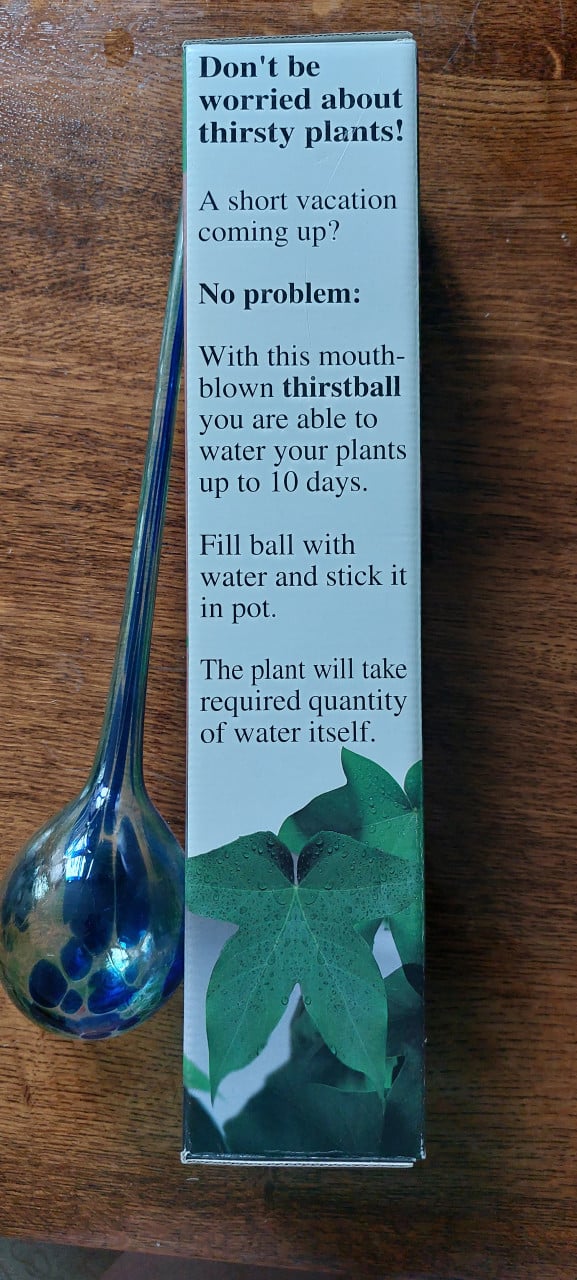 Don't be
worried about
thirsty plants!
A short vacation
coming up?
No problem:
With this mouth-
blown thirstball
you are able to
water your plants
up to 10 days.
Fill ball with
water and stick it
in pot.
The plant will take
required quantity
of water itself.